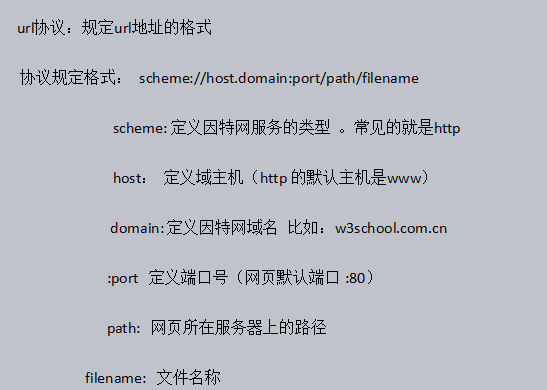 url协议：规定url地址的格式
协议规定格式： scheme://host.domain:port/path/filename
scheme: 定义因特网服务的类型 。常见的就是http
host： 定义域主机（http 的默认主机是www）
domain: 定义因特网域名 比如：w3school.com.cn
:port 定义端口号（网页默认端口 :80）
path: 网页所在服务器上的路径
filename: 文件名称